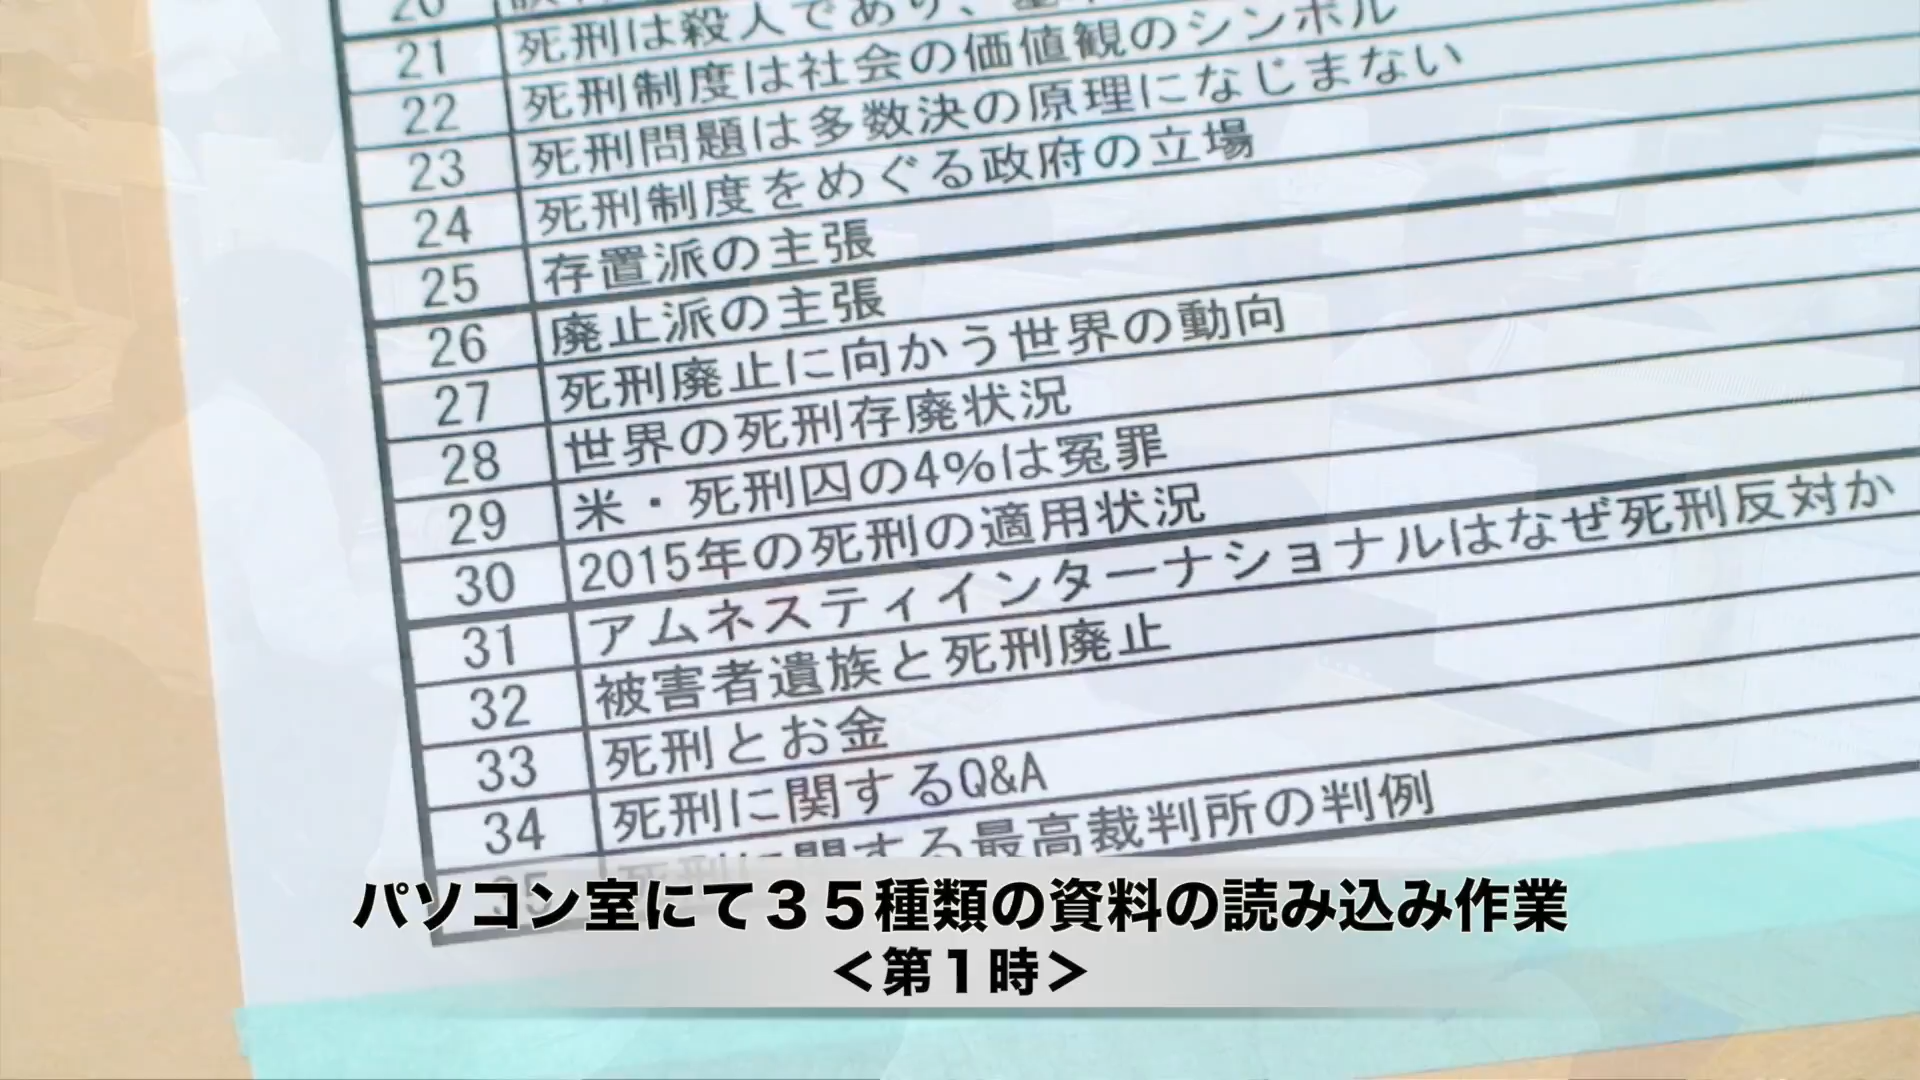 20
21 死刑は殺人であり、
22 死刑制度は社会の価値観のシンボル
23 死刑問題は多数決の原理になじまない
24 死刑制度をめぐる政府の立場
25 存置派の主張
26 廃止派の主張
27 死刑廃止に向かう世界の動向
28 世界の死刑存廃状況
29 米・死刑囚の4%は冤罪
30 2015年の死刑の適用状況
31 アムネスティインターナショナルはなぜ死刑反対か
32 被害者遺族と死刑廃止
33 死刑とお金
34 死刑に関するQ&A
35 死刑に関する最高裁判所の判例
パソコン室にて３５種類の資料の読み込み作業
＜第１時＞